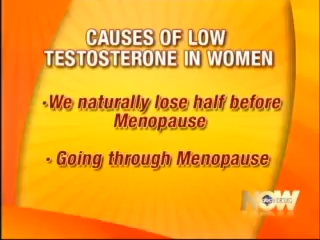 CAUSES OF LOW
TESTOSTERONE IN WOMEN
•We naturally lose half before
Menopause
• Going through Menopause
NOW